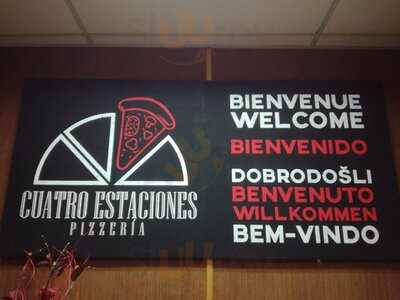 CUATRO ESTACIONES
PIZZERÍA
BIENVENUE
WELCOME
BIENVENIDO
DOBRODOŠLI
BENVENUTO
WILLKOMMEN
BEM-VINDO